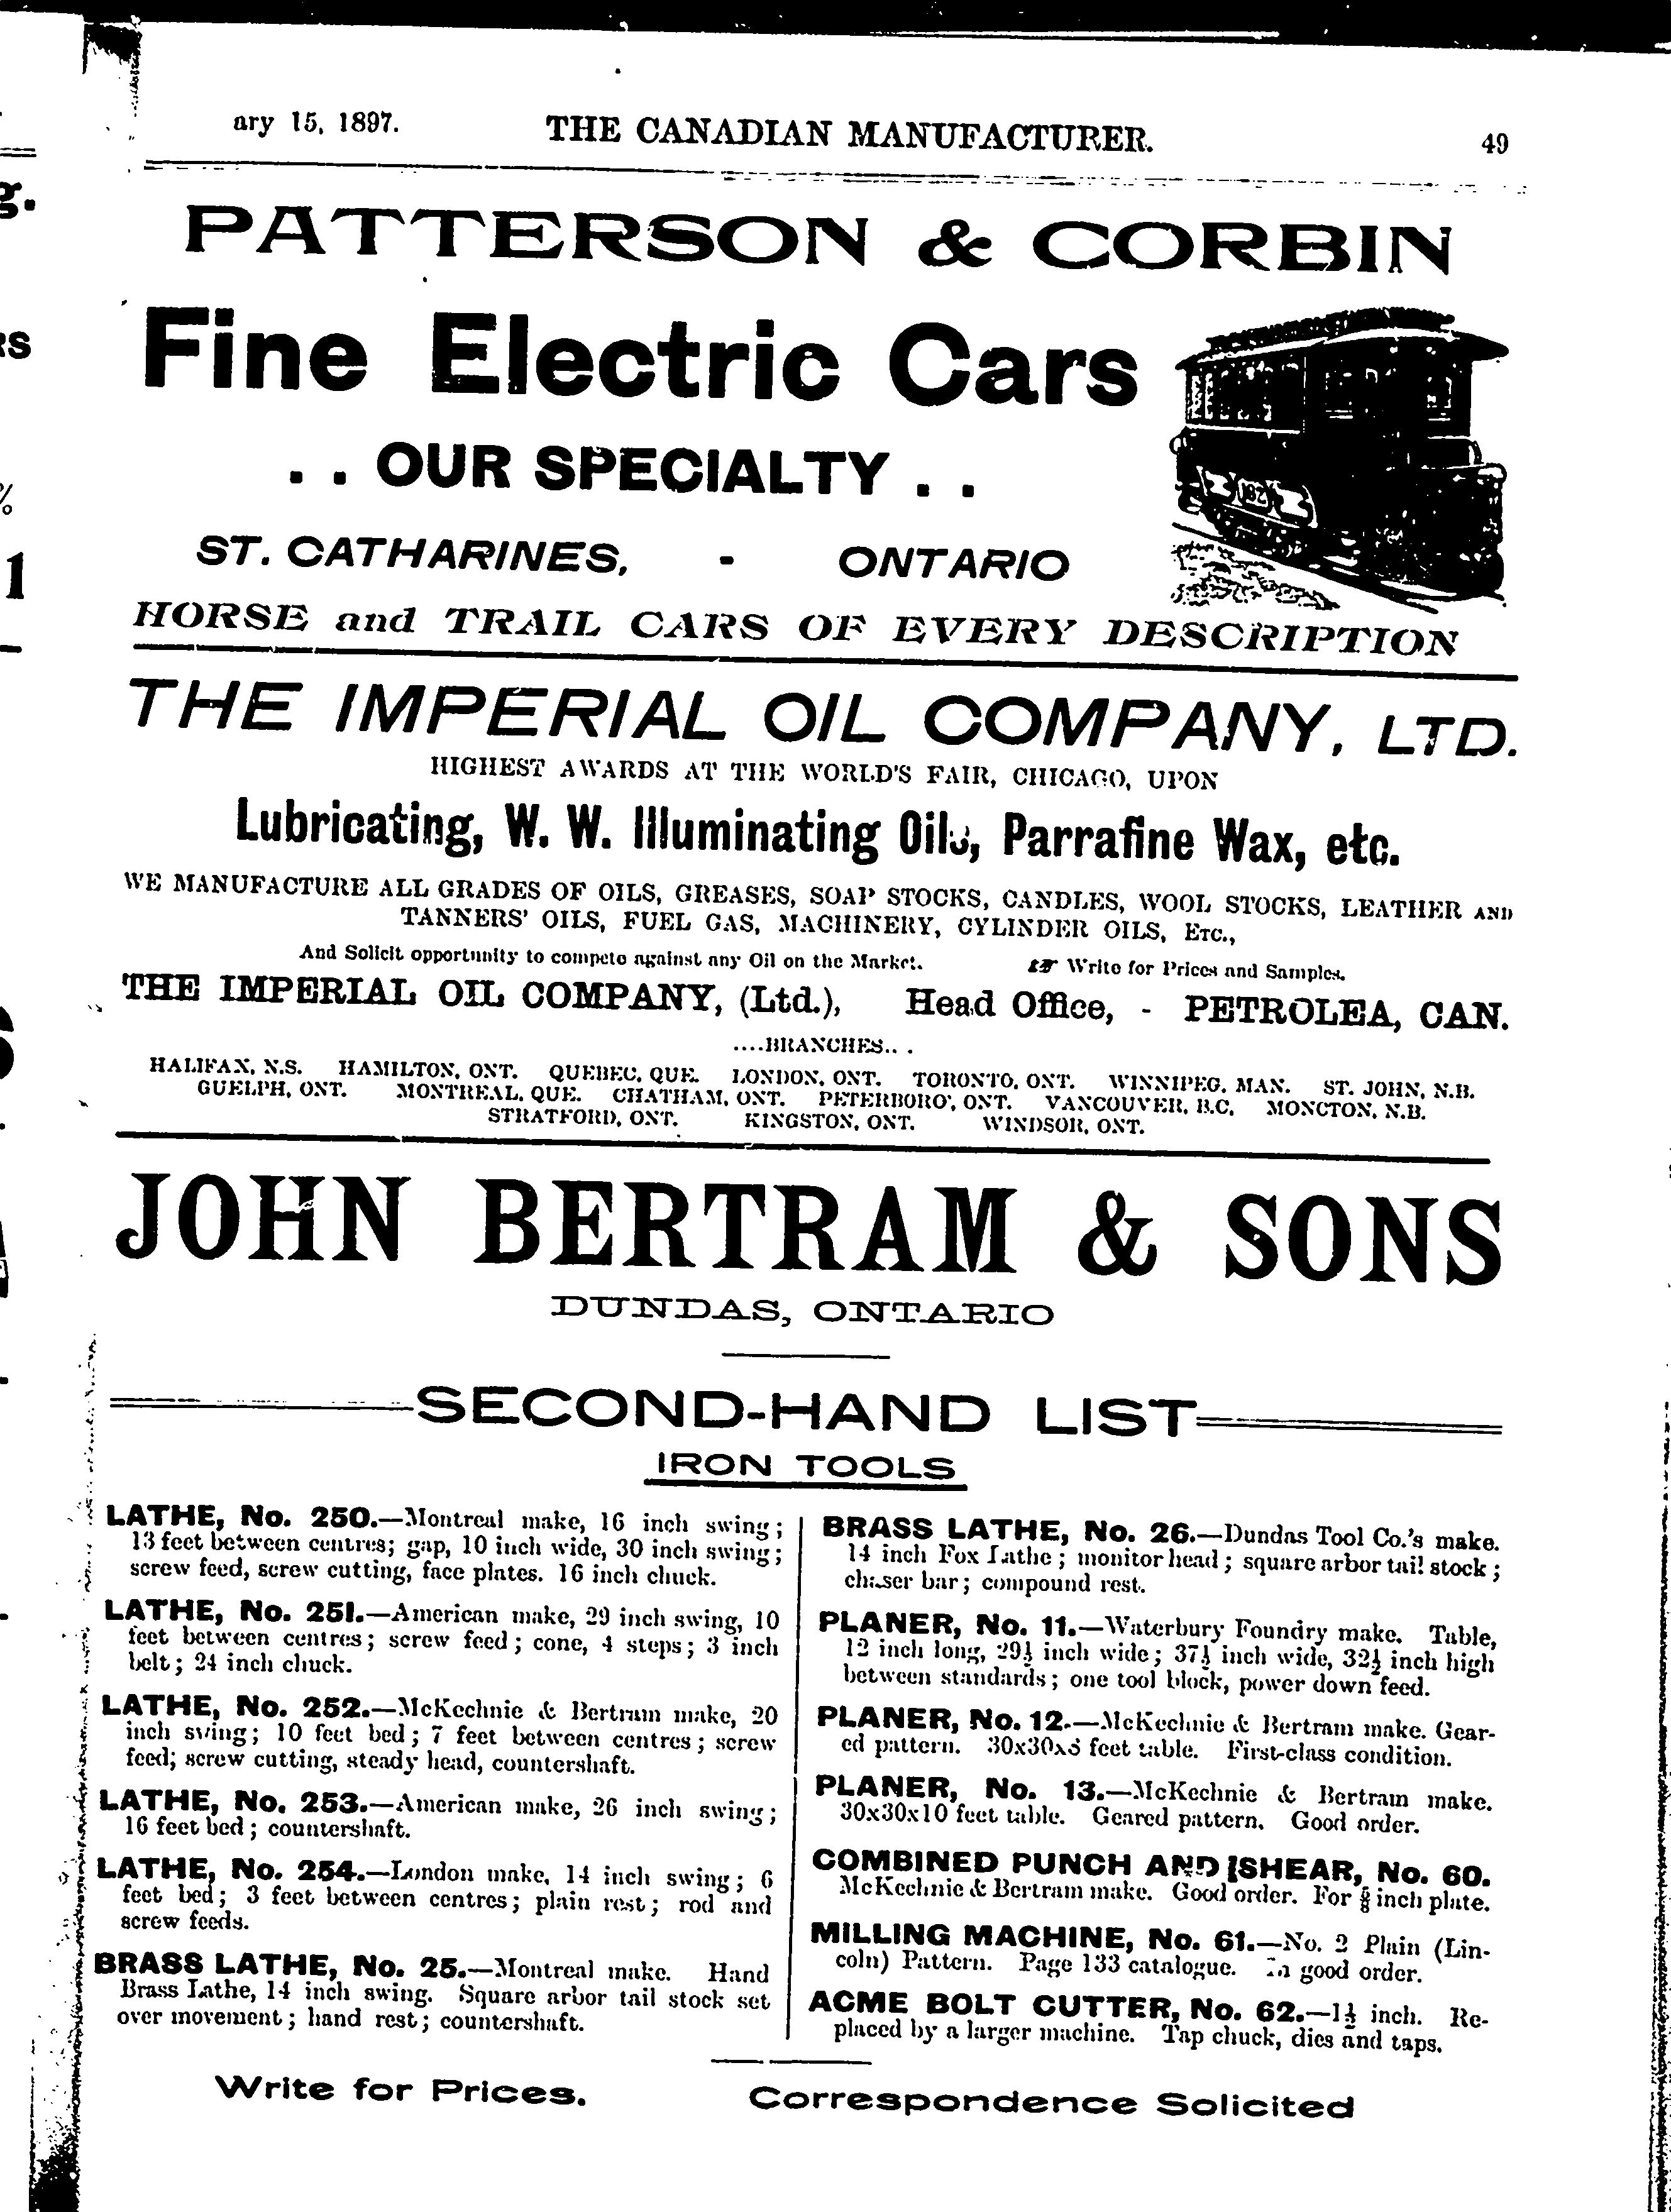 ary 15, 1897.
THE CANADIAN MANUFACTURER.
49
PATTERSON & CORBIN
Fine Electric Cars
. . OUR SPECIALTY . .
ST. CATHARINES, - ONTARIO
HORSE and TRAIL CARS OF EVERY DESCRIPTION
THE IMPERIAL OIL COMPANY, LTD.
HIGHEST AWARDS AT THE WORLD'S FAIR, CHICAGO, UPON
Lubricating, W. W. Illuminating Oils, Parrafine Wax, etc.
WE MANUFACTURE ALL GRADES OF OILS, GREASES, SOAP STOCKS, CANDLES, WOOL STOCKS, LEATHER AND
TANNERS' OILS, FUEL GAS, MACHINERY, CYLINDER OILS, ETC.,
And Solicit opportunity to compete against any Oil on the Market. ☞ Write for Prices and Samples.
THE IMPERIAL OIL COMPANY, (Ltd.), Head Office, - PETROLEA, CAN.
....BRANCHES...
HALIFAX, N.S. HAMILTON, ONT. QUEBEC, QUE. LONDON, ONT. TORONTO, ONT. WINNIPEG, MAN. ST. JOHN, N.B.
GUELPH, ONT. MONTREAL, QUE. CHATHAM, ONT. PETERBORO', ONT. VANCOUVER, B.C. MONCTON, N.B.
STRATFORD, ONT. KINGSTON, ONT. WINDSOR, ONT.
JOHN BERTRAM & SONS
DUNDAS, ONTARIO
SECOND-HAND LIST
IRON TOOLS
LATHE, No. 250.—Montreal make, 16 inch swing;
13 feet between centres; gap, 10 inch wide, 30 inch swing;
screw feed, screw cutting, face plates. 16 inch chuck.
LATHE, No. 251.—American make, 29 inch swing, 10
feet between centres; screw feed; cone, 4 steps; 3 inch
belt; 24 inch chuck.
LATHE, No. 252.—McKechnie & Bertram make, 20
inch swing; 10 feet bed; 7 feet between centres; screw
feed; screw cutting, steady head, countershaft.
LATHE, No. 253.—American make, 26 inch swing;
16 feet bed; countershaft.
LATHE, No. 254.—London make, 14 inch swing; 6
feet bed; 3 feet between centres; plain rest; rod and
screw feeds.
BRASS LATHE, No. 25.—Montreal make. Hand
Brass Lathe, 14 inch swing. Square arbor tail stock set
over movement; hand rest; countershaft.
BRASS LATHE, No. 26.—Dundas Tool Co.'s make.
14 inch Fox Lathe; monitor head; square arbor tail stock;
chaser bar; compound rest.
PLANER, No. 11.—Waterbury Foundry make. Table,
12 inch long, 29½ inch wide; 37½ inch wide, 32½ inch high
between standards; one tool block, power down feed.
PLANER, No. 12.—McKechnie & Bertram make. Gear-
ed pattern. 30x30x8 feet table. First-class condition.
PLANER, No. 13.—McKechnie & Bertram make.
30x30x10 feet table. Geared pattern. Good order.
COMBINED PUNCH AND SHEAR, No. 60.
McKechnie & Bertram make. Good order. For inch plate.
MILLING MACHINE, No. 61.—No. 2 Plain (Lin-
coln) Pattern. Page 133 catalogue. In good order.
ACME BOLT CUTTER, No. 62.—1½ inch. Re-
placed by a larger machine. Tap chuck, dies and taps.
Write for Prices. Correspondence Solicited